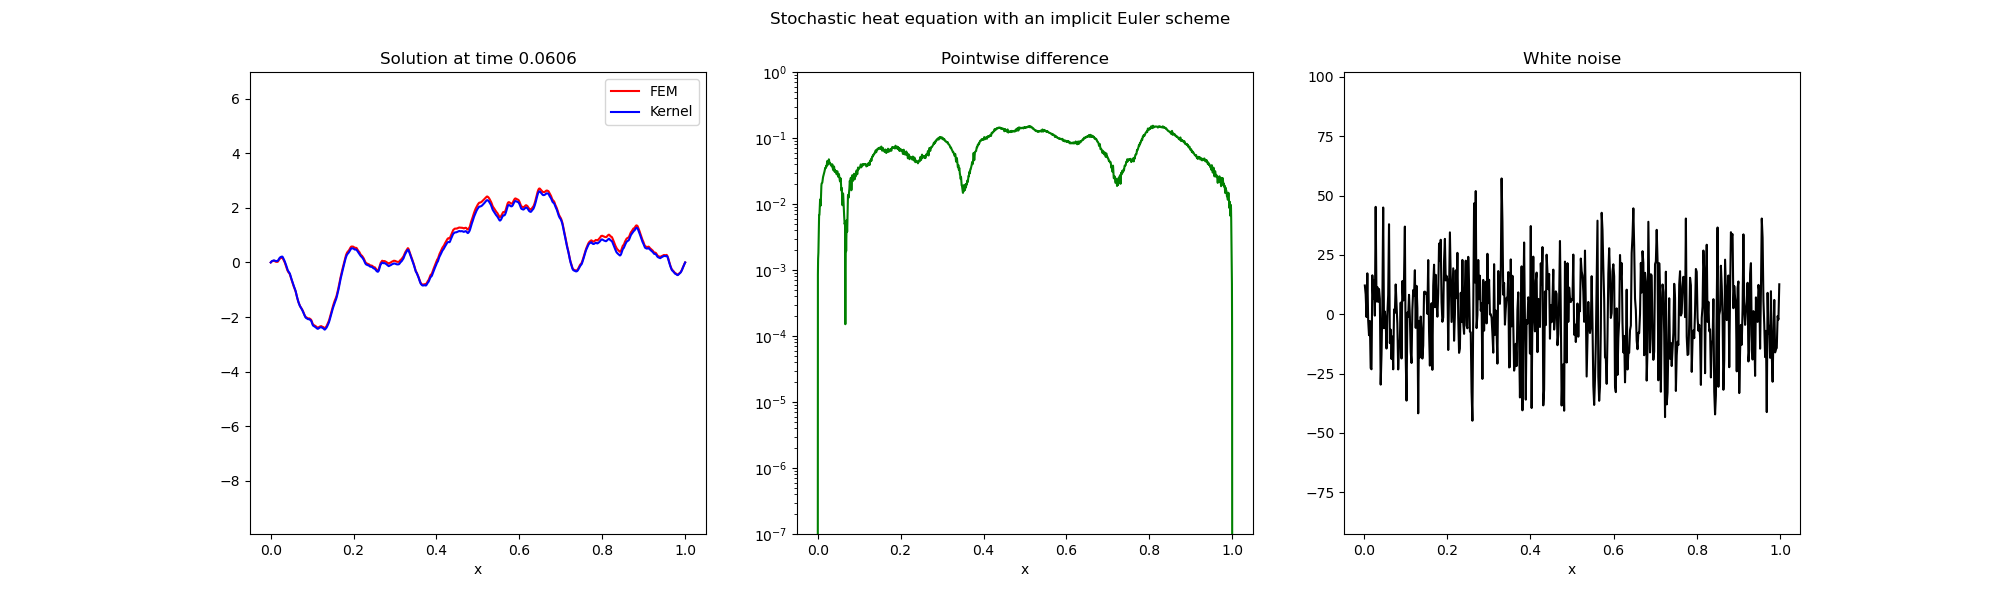 Stochastic heat equation with an implicit Euler scheme
Solution at time 0.0606
FEM
Kernel
6
4
2
0
−2
−4
−6
−8
0.0 0.2 0.4 0.6 0.8 1.0
x
Pointwise difference
10⁰
10⁻¹
10⁻²
10⁻³
10⁻⁴
10⁻⁵
10⁻⁶
10⁻⁷
0.0 0.2 0.4 0.6 0.8 1.0
x
White noise
100
75
50
25
0
−25
−50
−75
0.0 0.2 0.4 0.6 0.8 1.0
x